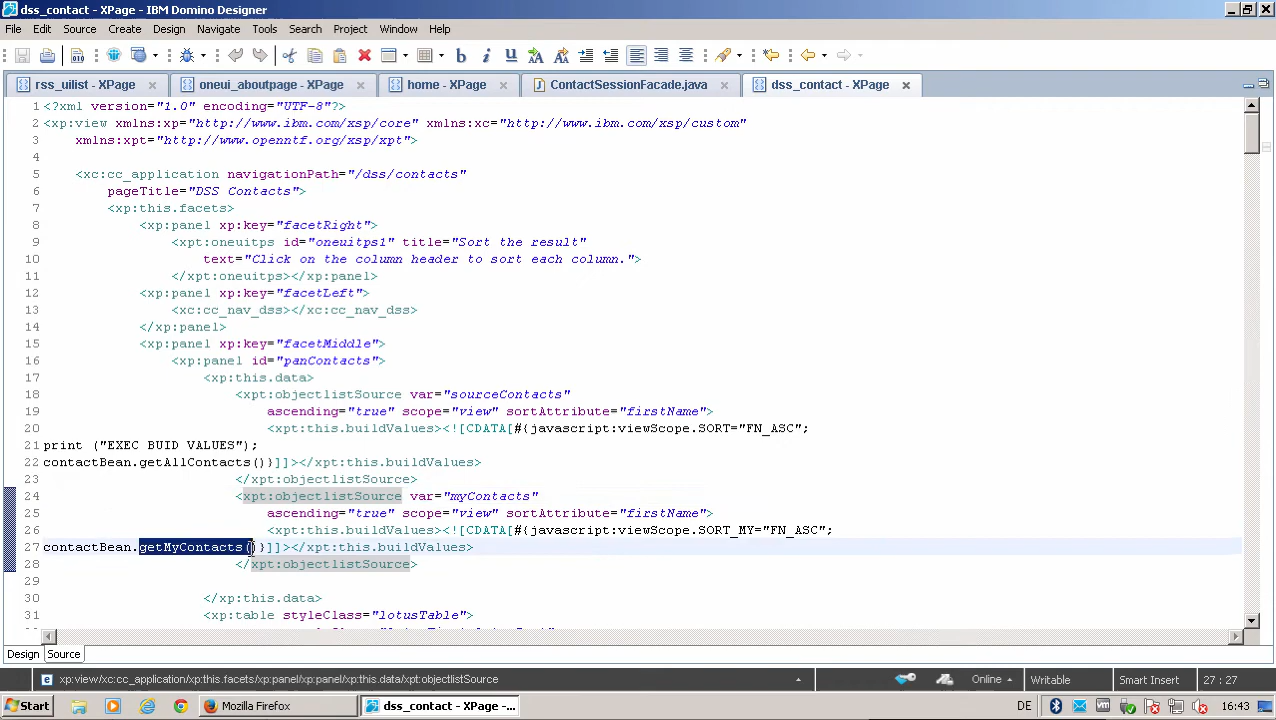 dss_contact - XPage - IBM Domino Designer
File Edit Source Create Design Navigate Tools Search Project Window Help
rss_uilist - XPage oneui_aboutpage - XPage home - XPage ContactSessionFacade.java dss_contact - XPage
1 <?xml version="1.0" encoding="UTF-8"?>
2 <xp:view xmlns:xp="http://www.ibm.com/xsp/core" xmlns:xc="http://www.ibm.com/xsp/custom"
3 xmlns:xpt="http://www.openntf.org/xsp/xpt">
4
5 <xc:cc_application navigationPath="/dss/contacts"
6 pageTitle="DSS Contacts">
7 <xp:this.facets>
8 <xp:panel xp:key="facetRight">
9 <xpt:oneuitps id="oneuitps1" title="Sort the result"
10 text="Click on the column header to sort each column.">
11 </xpt:oneuitps></xp:panel>
12 <xp:panel xp:key="facetLeft">
13 <xc:cc_nav_dss></xc:cc_nav_dss>
14 </xp:panel>
15 <xp:panel xp:key="facetMiddle">
16 <xp:panel id="panContacts">
17 <xp:this.data>
18 <xpt:objectlistSource var="sourceContacts"
19 ascending="true" scope="view" sortAttribute="firstName">
20 <xpt:this.buildValues><![CDATA[#{javascript:viewScope.SORT="FN_ASC";
21 print ("EXEC BUID VALUES");
22 contactBean.getAllContacts()}]]></xpt:this.buildValues>
23 </xpt:objectlistSource>
24 <xpt:objectlistSource var="myContacts"
25 ascending="true" scope="view" sortAttribute="firstName">
26 <xpt:this.buildValues><![CDATA[#{javascript:viewScope.SORT_MY="FN_ASC";
27 contactBean.getMyContacts()}]]></xpt:this.buildValues>
28 </xpt:objectlistSource>
29
30 </xp:this.data>
31 <xp:table styleClass="lotusTable">
Design Source
xp:view/xc:cc_application/xp:this.facets/xp:panel/xp:panel/xp:this.data/xpt:objectlistSource Online Writable Smart Insert 27 : 27
Start Mozilla Firefox dss_contact - XPage -... DE 16:43